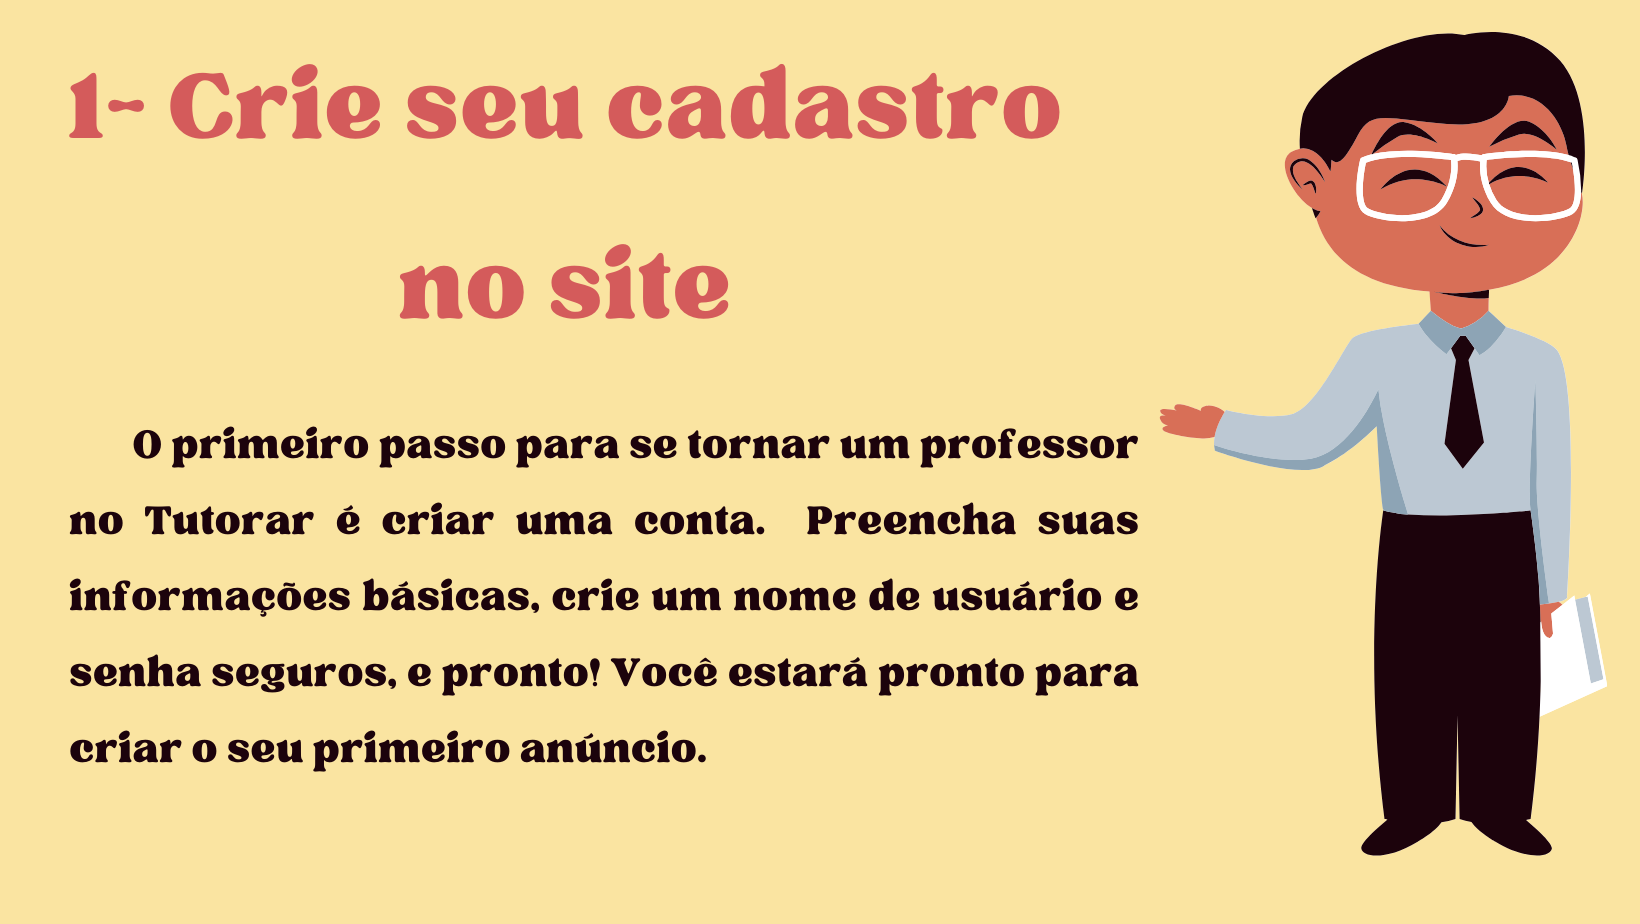 1- Crie seu cadastro
no site
O primeiro passo para se tornar um professor
no Tutorar é criar uma conta. Preencha suas
informações básicas, crie um nome de usuário e
senha seguros, e pronto! Você estará pronto para
criar o seu primeiro anúncio.